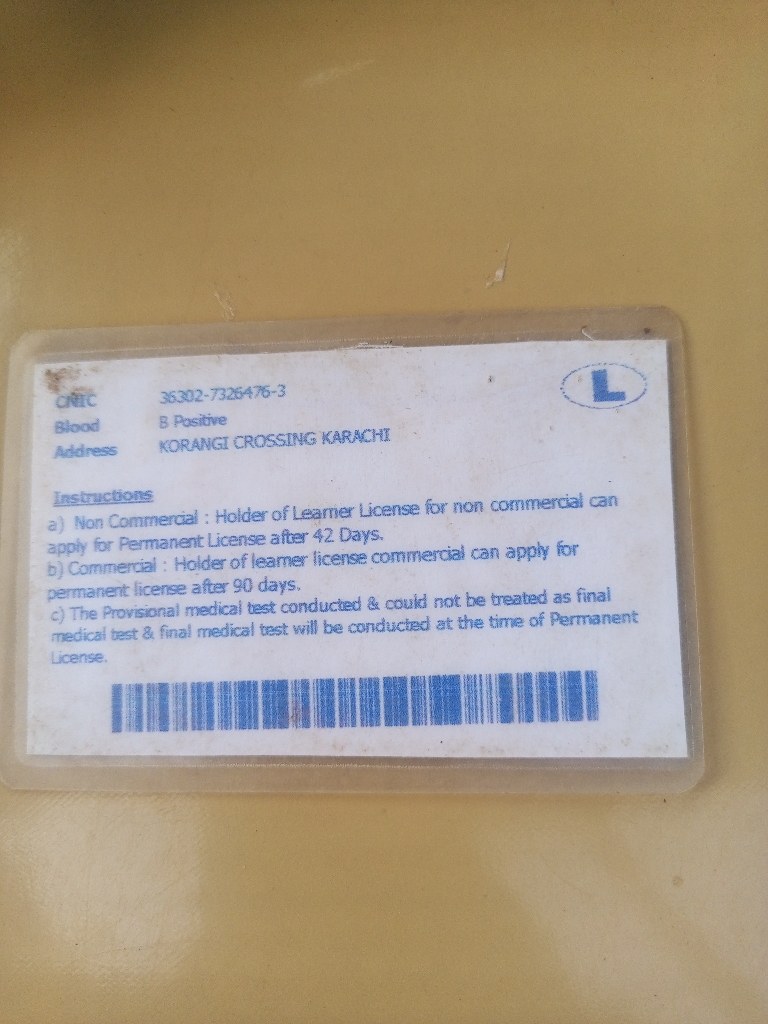 CNIC 36302-7326476-3
L
Blood B Positive
Address KORANGI CROSSING KARACHI
Instructions
a) Non Commercial : Holder of Learner License for non commercial can
apply for Permanent License after 42 Days.
b) Commercial : Holder of learner license commercial can apply for
permanent license after 90 days.
c) The Provisional medical test conducted & could not be treated as final
medical test & final medical test will be conducted at the time of Permanent
License.